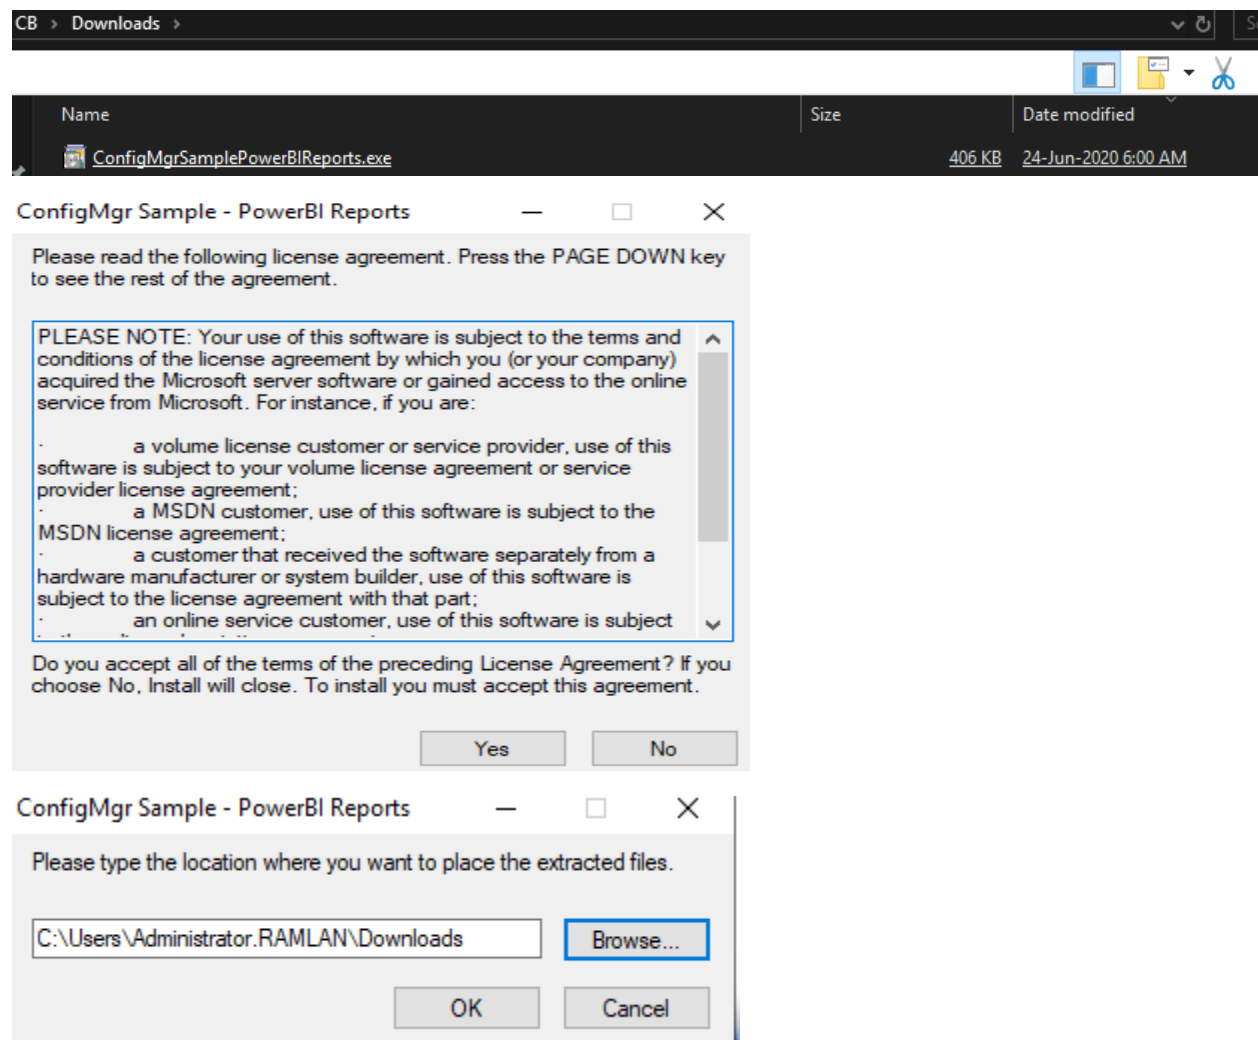 CB > Downloads >
Name Size Date modified
ConfigMgrSamplePowerBIReports.exe 406 KB 24-Jun-2020 6:00 AM
ConfigMgr Sample - PowerBI Reports
Please read the following license agreement. Press the PAGE DOWN key
to see the rest of the agreement.
PLEASE NOTE: Your use of this software is subject to the terms and
conditions of the license agreement by which you (or your company)
acquired the Microsoft server software or gained access to the online
service from Microsoft. For instance, if you are:
· a volume license customer or service provider, use of this
software is subject to your volume license agreement or service
provider license agreement;
· a MSDN customer, use of this software is subject to the
MSDN license agreement;
· a customer that received the software separately from a
hardware manufacturer or system builder, use of this software is
subject to the license agreement with that part;
· an online service customer, use of this software is subject
Do you accept all of the terms of the preceding License Agreement? If you
choose No, Install will close. To install you must accept this agreement.
Yes No
ConfigMgr Sample - PowerBI Reports
Please type the location where you want to place the extracted files.
C:\Users\Administrator.RAMLAN\Downloads Browse...
OK Cancel